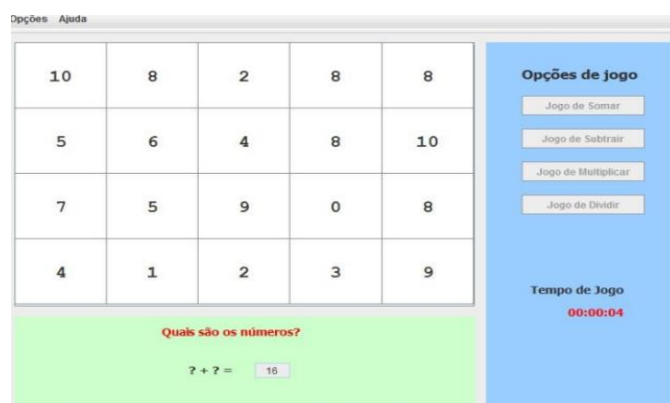 Opções Ajuda
10 8 2 8 8
5 6 4 8 10
7 5 9 0 8
4 1 2 3 9
Quais são os números?
? + ? = 16
Opções de jogo
Jogo de Somar
Jogo de Subtrair
Jogo de Multiplicar
Jogo de Dividir
Tempo de Jogo
00:00:04